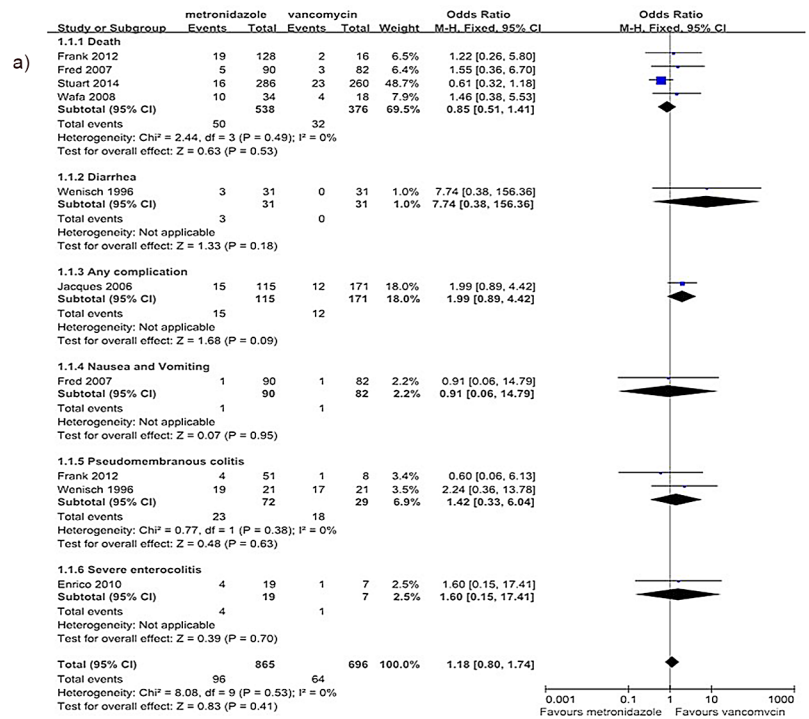 metronidazole vancomycin Odds Ratio Odds Ratio
Study or Subgroup Events Total Events Total Weight M-H, Fixed, 95% CI M-H, Fixed, 95% CI
a)
1.1.1 Death
Frank 2012 19 128 2 16 6.5% 1.22 [0.26, 5.80]
Fred 2007 5 90 3 82 6.4% 1.55 [0.36, 6.70]
Stuart 2014 16 286 23 260 48.7% 0.61 [0.32, 1.18]
Wafa 2008 10 34 4 18 7.9% 1.46 [0.38, 5.53]
Subtotal (95% CI) 538 376 69.5% 0.85 [0.51, 1.41]
Total events 50 32
Heterogeneity: Chi² = 2.44, df = 3 (P = 0.49); I² = 0%
Test for overall effect: Z = 0.63 (P = 0.53)
1.1.2 Diarrhea
Wenisch 1996 3 31 0 31 1.0% 7.74 [0.38, 156.36]
Subtotal (95% CI) 31 31 1.0% 7.74 [0.38, 156.36]
Total events 3 0
Heterogeneity: Not applicable
Test for overall effect: Z = 1.33 (P = 0.18)
1.1.3 Any complication
Jacques 2006 15 115 12 171 18.0% 1.99 [0.89, 4.42]
Subtotal (95% CI) 115 171 18.0% 1.99 [0.89, 4.42]
Total events 15 12
Heterogeneity: Not applicable
Test for overall effect: Z = 1.68 (P = 0.09)
1.1.4 Nausea and Vomiting
Fred 2007 1 90 1 82 2.2% 0.91 [0.06, 14.79]
Subtotal (95% CI) 90 82 2.2% 0.91 [0.06, 14.79]
Total events 1 1
Heterogeneity: Not applicable
Test for overall effect: Z = 0.07 (P = 0.95)
1.1.5 Pseudomembranous colitis
Frank 2012 4 51 1 8 3.4% 0.60 [0.06, 6.13]
Wenisch 1996 19 21 17 21 3.5% 2.24 [0.36, 13.78]
Subtotal (95% CI) 72 29 6.9% 1.42 [0.33, 6.04]
Total events 23 18
Heterogeneity: Chi² = 0.77, df = 1 (P = 0.38); I² = 0%
Test for overall effect: Z = 0.48 (P = 0.63)
1.1.6 Severe enterocolitis
Enrico 2010 4 19 1 7 2.5% 1.60 [0.15, 17.41]
Subtotal (95% CI) 19 7 2.5% 1.60 [0.15, 17.41]
Total events 4 1
Heterogeneity: Not applicable
Test for overall effect: Z = 0.39 (P = 0.70)
Total (95% CI) 865 696 100.0% 1.18 [0.80, 1.74]
Total events 96 64
Heterogeneity: Chi² = 8.08, df = 9 (P = 0.53); I² = 0%
Test for overall effect: Z = 0.83 (P = 0.41)
0.001 0.1 1 10 1000
Favours metronidazole Favours vancomycin